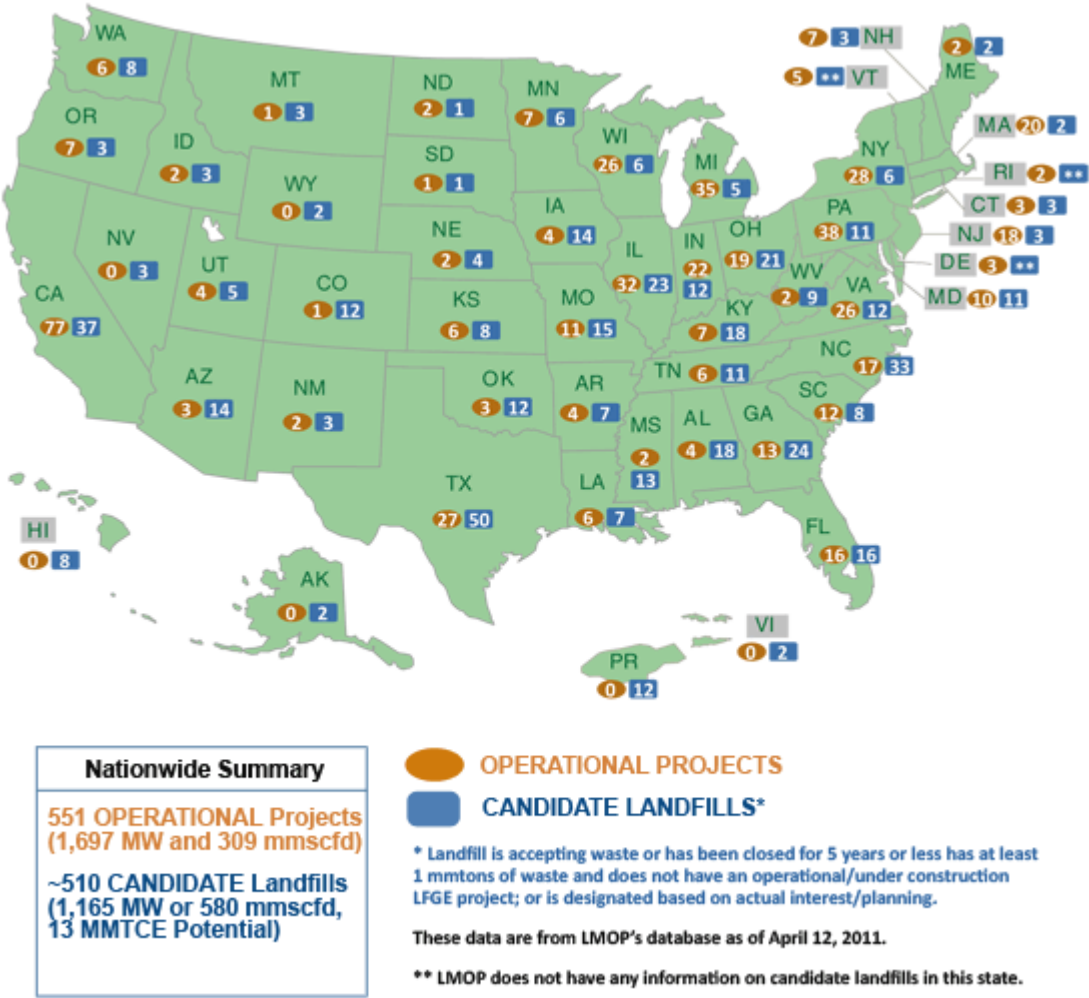 WA
6 8
OR
7 3
CA
77 37
NV
0 3
ID
2 3
MT
1 3
WY
0 2
UT
4 5
CO
1 12
AZ
3 14
NM
2 3
ND
2 1
SD
1 1
NE
2 4
KS
6 8
OK
3 12
TX
27 50
MN
7 6
IA
4 14
MO
11 15
AR
4 7
LA
6 7
WI
26 6
IL
32 23
MI
35 5
IN
22
12
OH
19 21
KY
7 18
TN 6 11
MS
2
13
AL
4 18
GA
13 24
FL
16 16
SC
12 8
NC
17 33
VA
26 12
WV
2 9
PA
38 11
NY
28 6
7 3 NH
5 ** VT
2 2
ME
MA 20 2
RI 2 **
CT 3 3
NJ 18 3
DE 3 **
MD 10 11
HI
0 8
AK
0 2
PR
0 12
VI
0 2
Nationwide Summary
551 OPERATIONAL Projects
(1,697 MW and 309 mmscfd)
~510 CANDIDATE Landfills
(1,165 MW or 580 mmscfd,
13 MMTCE Potential)
OPERATIONAL PROJECTS
CANDIDATE LANDFILLS*
* Landfill is accepting waste or has been closed for 5 years or less has at least
1 mmtons of waste and does not have an operational/under construction
LFGE project; or is designated based on actual interest/planning.
These data are from LMOP's database as of April 12, 2011.
** LMOP does not have any information on candidate landfills in this state.